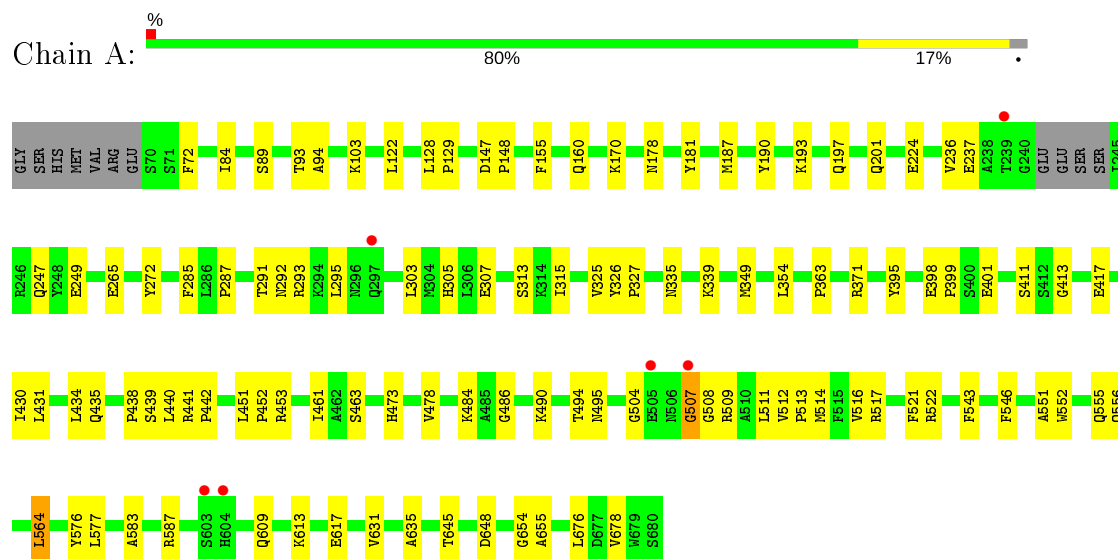 %
Chain A:
80% 17% •
GLY SER HIS MET VAL ARG GLU S70 S71 F72 I84 S89 T93 A94 K103 L122 L128 P129 D147 P148 F155 Q160 K170 N178 Y181 M187 Y190 K193 Q197 Q201 E224 V236 E237 A238 T239 G240 GLU GLU SER SER I245
R246 Q247 Y248 E249 E265 Y272 F285 L286 P287 T291 N292 R293 K294 L295 N296 Q297 L303 M304 H305 L306 E307 S313 K314 I315 V325 Y326 P327 N335 K339 M349 L354 P363 R371 Y395 E398 P399 S400 E401 S411 S412 G413 E417
I430 L431 L434 Q435 P438 S439 L440 R441 P442 L451 P452 R453 I461 A462 S463 H473 V478 K484 A485 G486 K490 T494 N495 G504 E505 N506 G507 G508 R509 A510 L511 V512 P513 M514 F515 V516 R517 F521 R522 F543 F546 A551 W552 Q555
L564 Y576 L577 A583 R587 S603 H604 Q609 K613 E617 V631 A635 T645 D648 G654 A655 L676 D677 V678 W679 S680